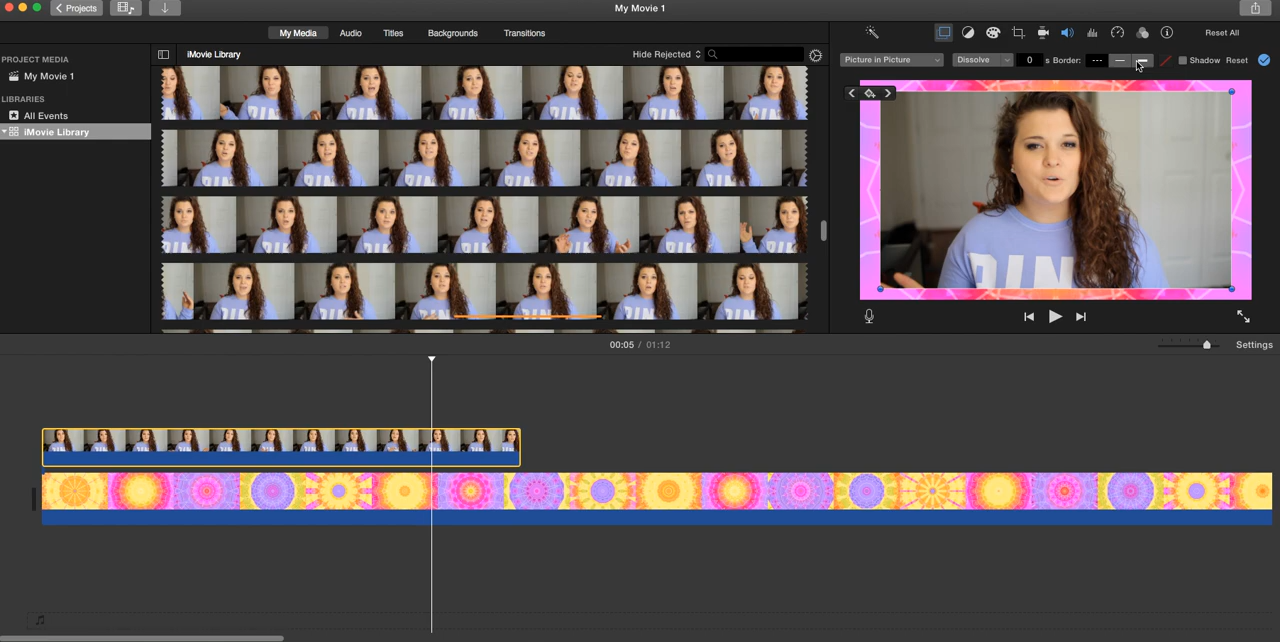 Projects
My Movie 1
My Media Audio Titles Backgrounds Transitions
Reset All
PROJECT MEDIA
My Movie 1
LIBRARIES
All Events
iMovie Library
iMovie Library
Hide Rejected
Picture in Picture
Dissolve
0 s Border:
Shadow Reset
00:05 / 01:12
Settings